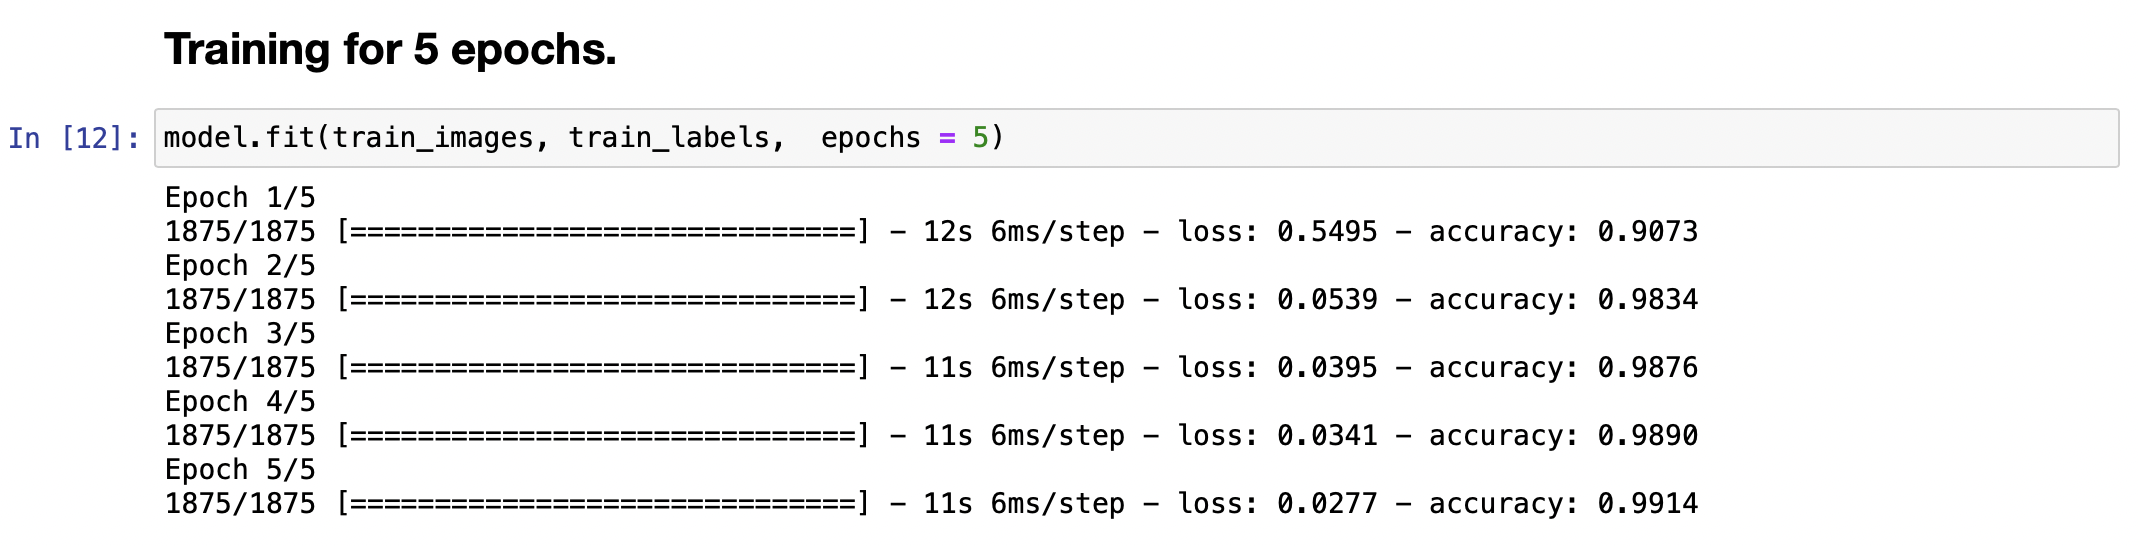 Training for 5 epochs.
In [12]: model.fit(train_images, train_labels,  epochs = 5)
Epoch 1/5
1875/1875 [==============================] - 12s 6ms/step - loss: 0.5495 - accuracy: 0.9073
Epoch 2/5
1875/1875 [==============================] - 12s 6ms/step - loss: 0.0539 - accuracy: 0.9834
Epoch 3/5
1875/1875 [==============================] - 11s 6ms/step - loss: 0.0395 - accuracy: 0.9876
Epoch 4/5
1875/1875 [==============================] - 11s 6ms/step - loss: 0.0341 - accuracy: 0.9890
Epoch 5/5
1875/1875 [==============================] - 11s 6ms/step - loss: 0.0277 - accuracy: 0.9914